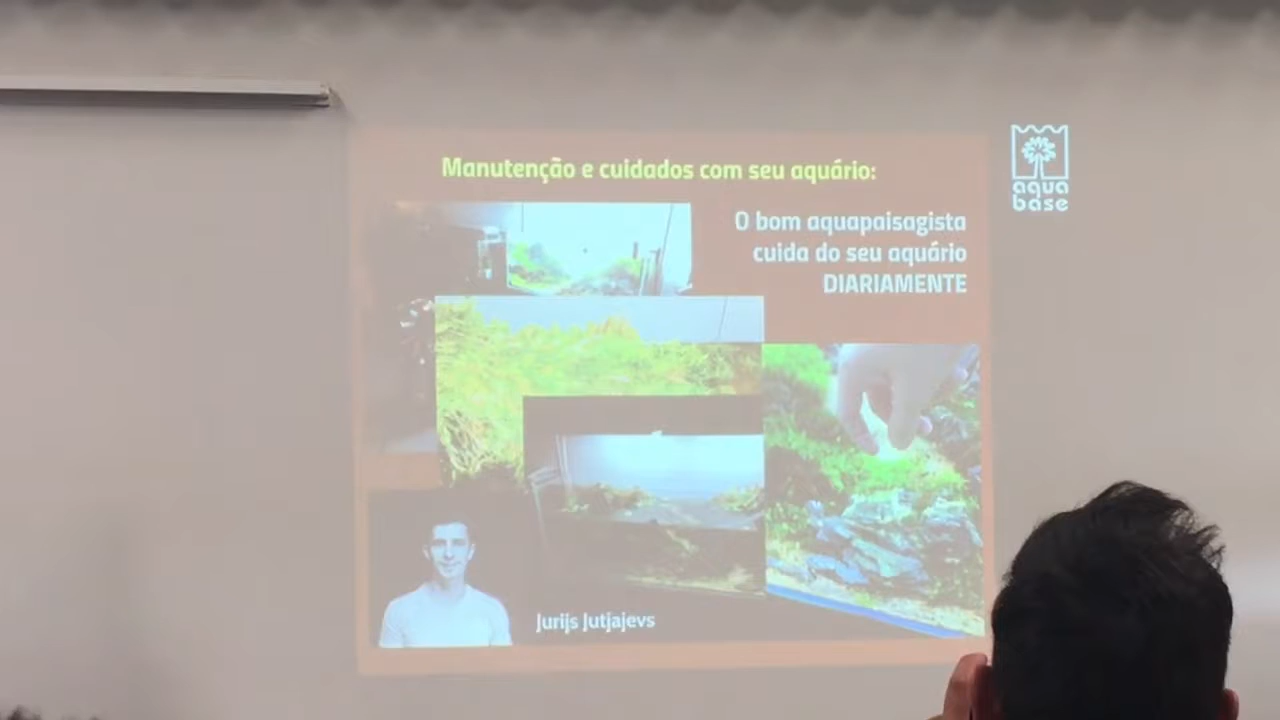 Manutenção e cuidados com seu aquário:
O bom aquapaisagista
cuida do seu aquário
DIARIAMENTE
aqua
base
Jurijs Jutjajevs